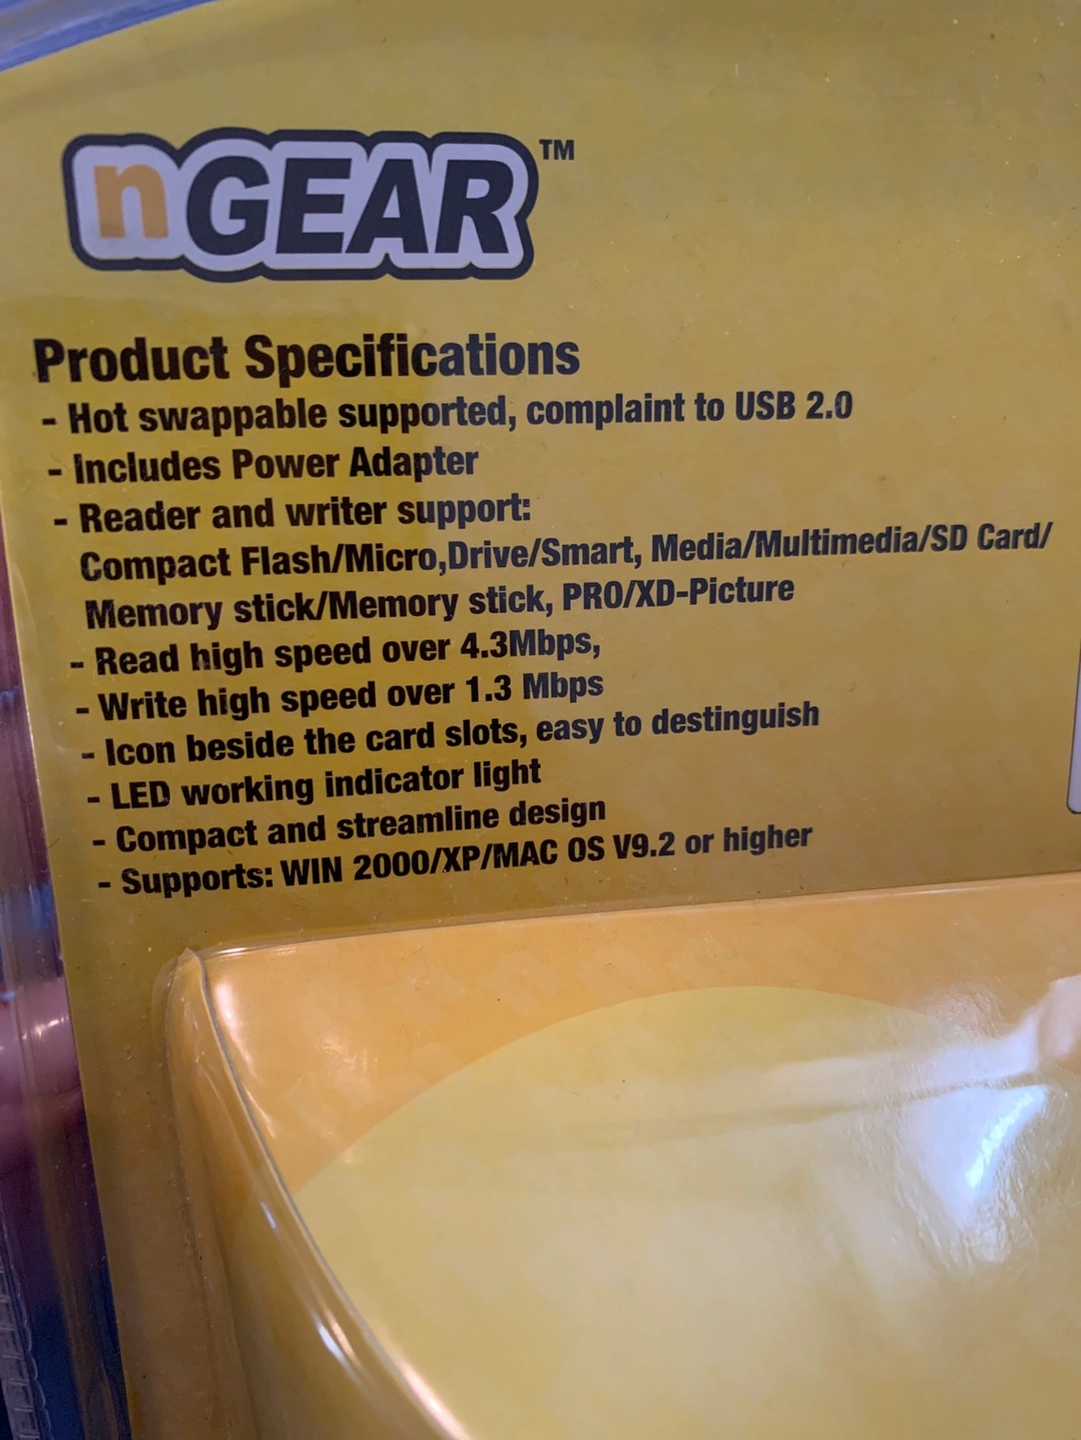 nGEAR™
Product Specifications
- Hot swappable supported, complaint to USB 2.0
- Includes Power Adapter
- Reader and writer support:
Compact Flash/Micro,Drive/Smart, Media/Multimedia/SD Card/
Memory stick/Memory stick, PRO/XD-Picture
- Read high speed over 4.3Mbps,
- Write high speed over 1.3 Mbps
- Icon beside the card slots, easy to destinguish
- LED working indicator light
- Compact and streamline design
- Supports: WIN 2000/XP/MAC OS V9.2 or higher